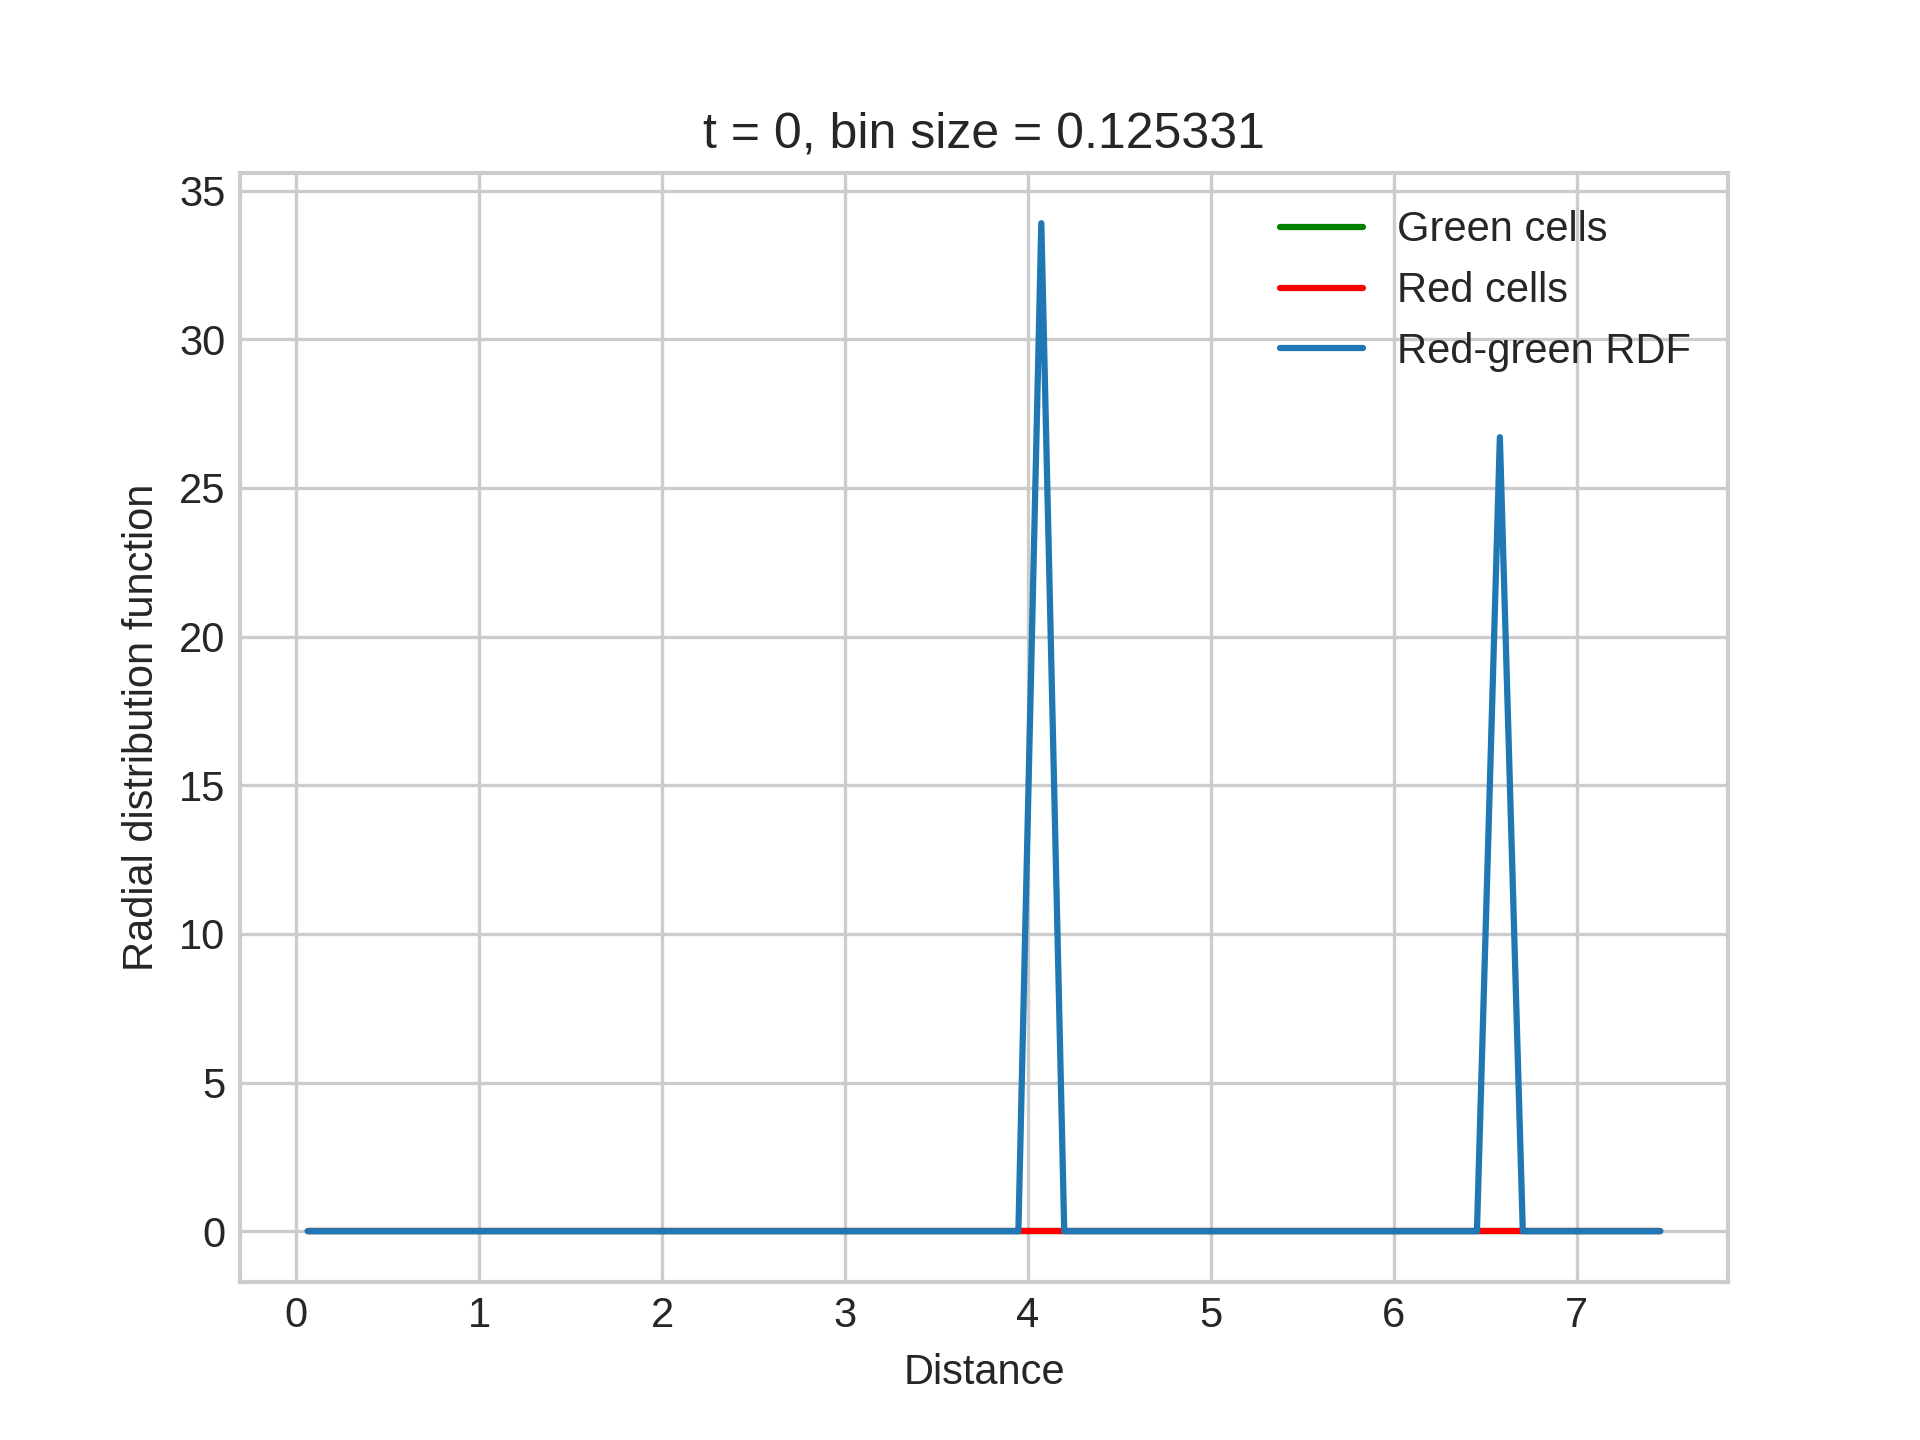 t = 0, bin size = 0.125331
Radial distribution function
35
30
25
20
15
10
5
0
Green cells
Red cells
Red-green RDF
0 1 2 3 4 5 6 7
Distance